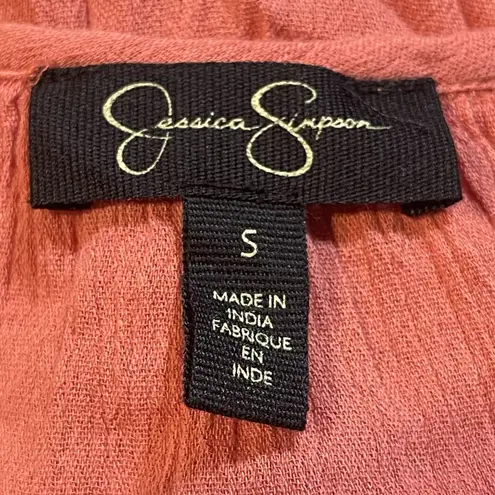 Jessica Simpson
S
MADE IN
INDIA
FABRIQUE
EN
INDE